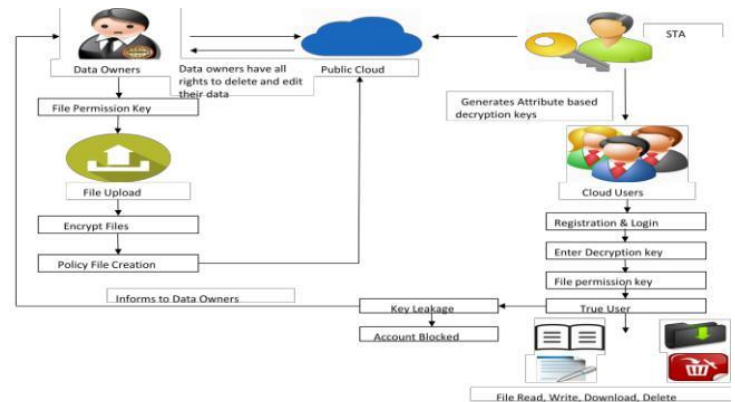 STA
Data Owners
Data owners have all
rights to delete and edit
their data
Public Cloud
File Permission Key
Generates Attribute based
decryption keys
File Upload
Cloud Users
Encrypt Files
Registration & Login
Policy File Creation
Enter Decryption key
File permission key
Informs to Data Owners
Key Leakage
True User
Account Blocked
File Read, Write, Download, Delete